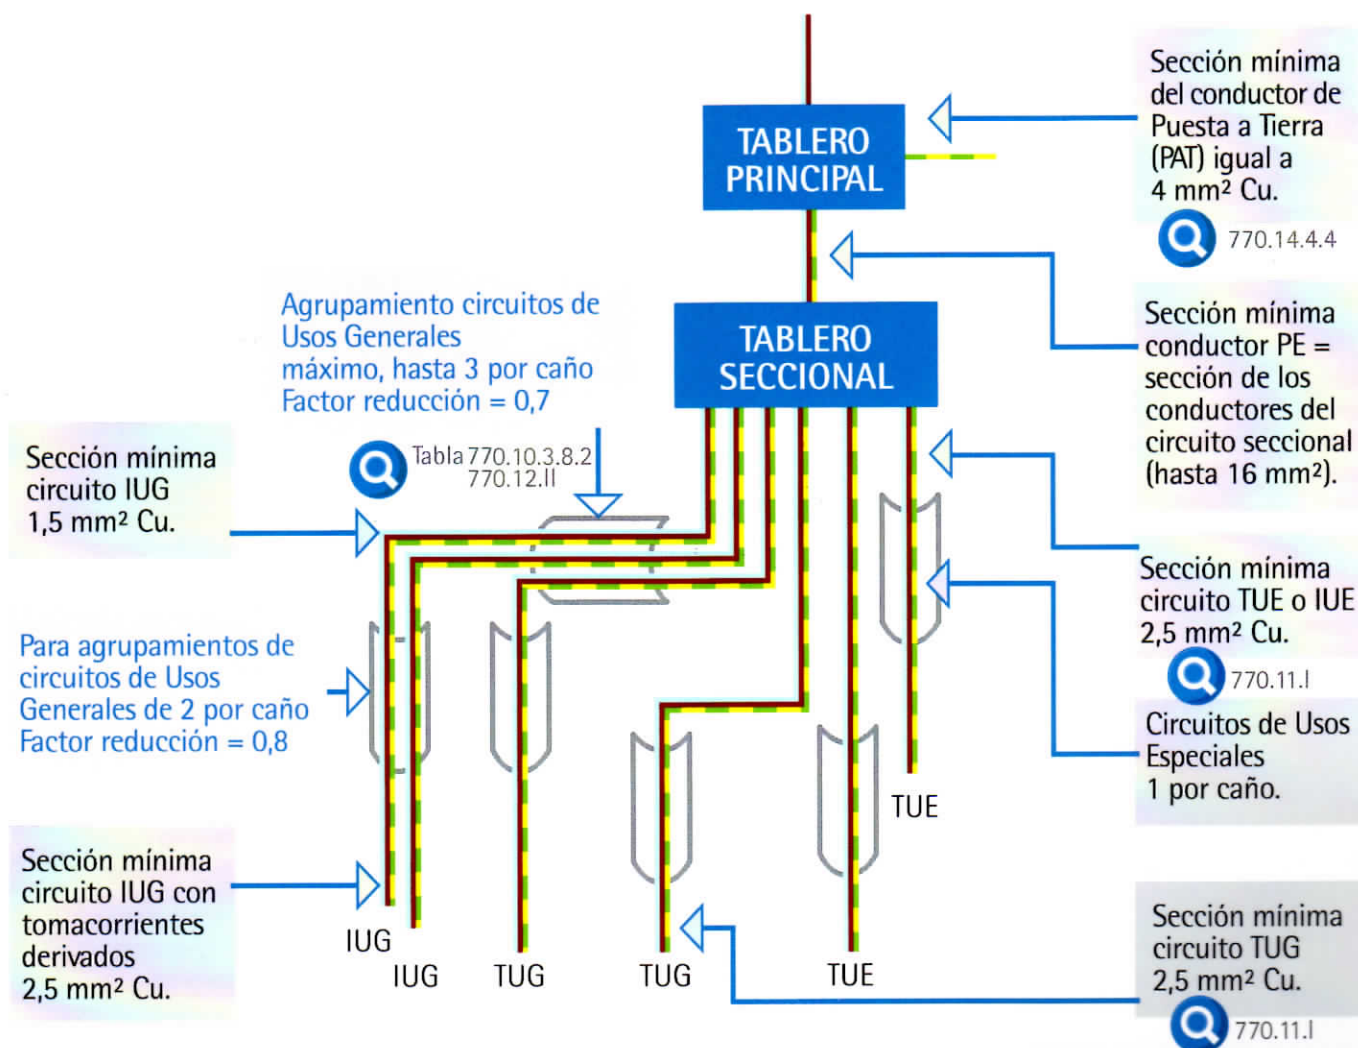 TABLERO
PRINCIPAL
Sección mínima
del conductor de
Puesta a Tierra
(PAT) igual a
4 mm² Cu.
770.14.4.4
Agrupamiento circuitos de
Usos Generales
máximo, hasta 3 por caño
Factor reducción = 0,7
Tabla 770.10.3.8.2
770.12.II
TABLERO
SECCIONAL
Sección mínima
conductor PE =
sección de los
conductores del
circuito seccional
(hasta 16 mm²).
Sección mínima
circuito IUG
1,5 mm² Cu.
Sección mínima
circuito TUE o IUE
2,5 mm² Cu.
770.11.I
Para agrupamientos de
circuitos de Usos
Generales de 2 por caño
Factor reducción = 0,8
Circuitos de Usos
Especiales
1 por caño.
Sección mínima
circuito IUG con
tomacorrientes
derivados
2,5 mm² Cu.
IUG
IUG
TUG
TUG
TUE
TUE
Sección mínima
circuito TUG
2,5 mm² Cu.
770.11.I